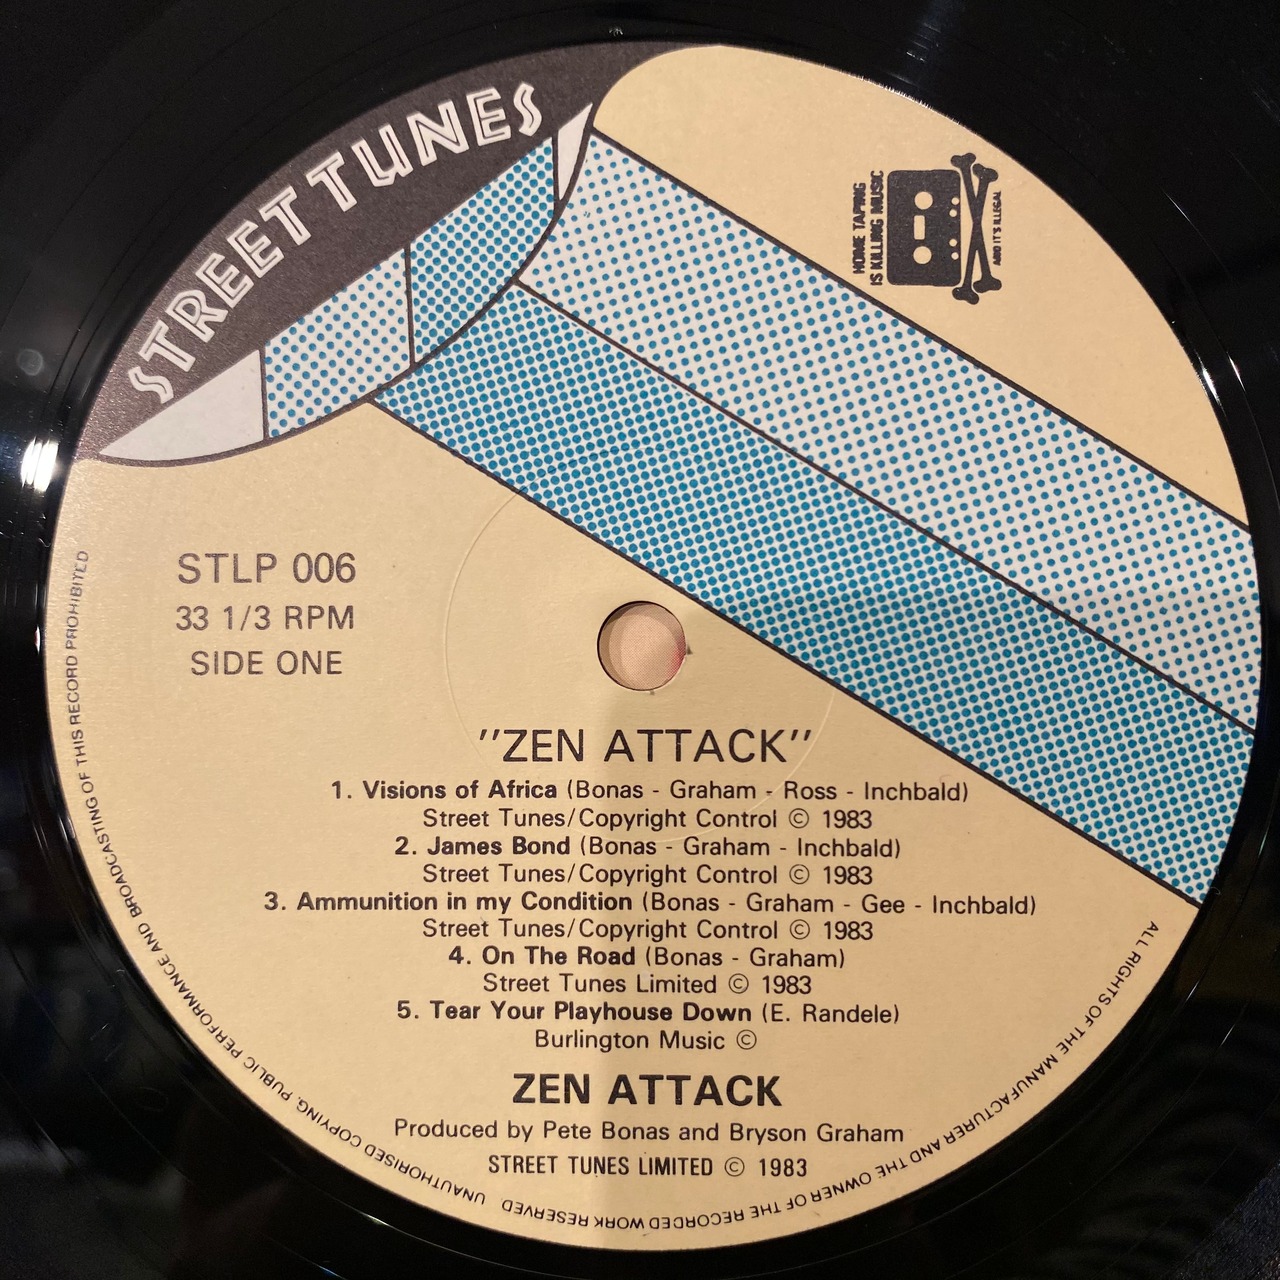 STREET TUNES
HOME TAPING
IS KILLING MUSIC
AND IT'S ILLEGAL
STLP 006
33 1/3 RPM
SIDE ONE
"ZEN ATTACK"
1. Visions of Africa (Bonas - Graham - Ross - Inchbald)
Street Tunes/Copyright Control © 1983
2. James Bond (Bonas - Graham - Inchbald)
Street Tunes/Copyright Control © 1983
3. Ammunition in my Condition (Bonas - Graham - Gee - Inchbald)
Street Tunes/Copyright Control © 1983
4. On The Road (Bonas - Graham)
Street Tunes Limited © 1983
5. Tear Your Playhouse Down (E. Randele)
Burlington Music ©
ZEN ATTACK
Produced by Pete Bonas and Bryson Graham
STREET TUNES LIMITED © 1983
ALL RIGHTS OF THE MANUFACTURER AND THE OWNER OF THE RECORDED WORK RESERVED UNAUTHORISED COPYING, PUBLIC PERFORMANCE AND BROADCASTING OF THIS RECORD PROHIBITED